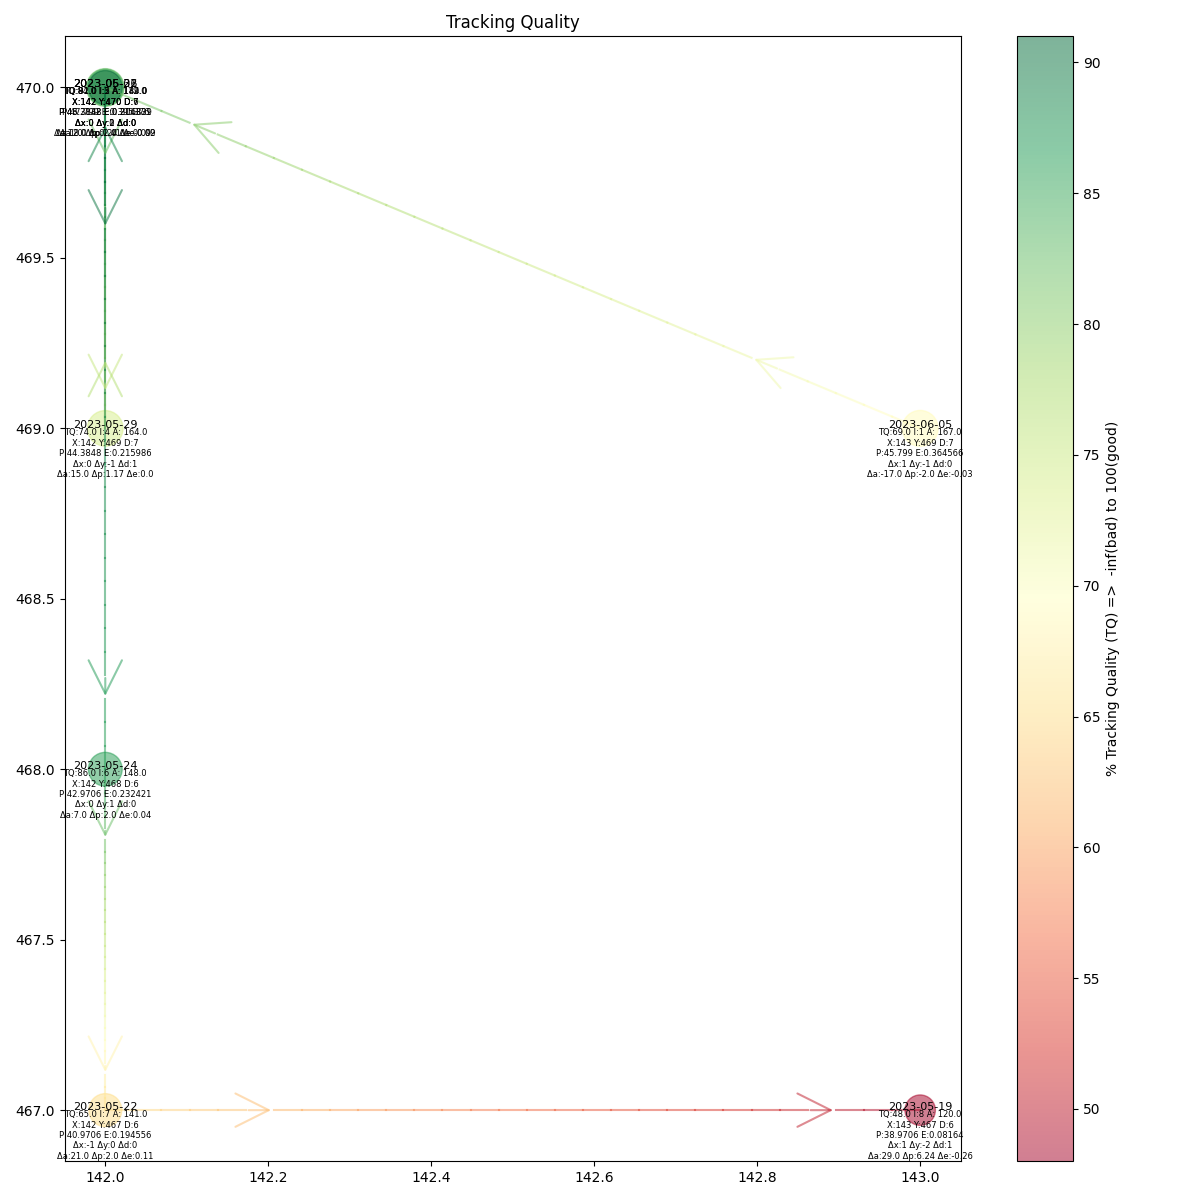 Tracking Quality
470.0
469.5
2023-05-29
469.0
TQ:74.0 I:4 A: 164.0
X:142 Y:469 D:7
P:44.3848 E:0.215986
Δx:0 Δy:-1 Δd:1
Δa:15.0 Δp:1.17 Δe:0.0
2023-06-05
TQ:69.0 I:1 A: 167.0
X:143 Y:469 D:7
P:45.799 E:0.364566
Δx:1 Δy:-1 Δd:0
Δa:-17.0 Δp:-2.0 Δe:-0.03
468.5
2023-05-24
468.0
TQ:86.0 I:6 A: 148.0
X:142 Y:468 D:6
P:42.9706 E:0.232421
Δx:0 Δy:1 Δd:0
Δa:7.0 Δp:2.0 Δe:0.04
467.5
2023-05-22
467.0
TQ:65.0 I:7 A: 141.0
X:142 Y:467 D:6
P:40.9706 E:0.194556
Δx:-1 Δy:0 Δd:0
Δa:21.0 Δp:2.0 Δe:0.11
2023-05-19
TQ:48.0 I:8 A: 120.0
X:143 Y:467 D:6
P:38.9706 E:0.08164
Δx:1 Δy:-2 Δd:1
Δa:29.0 Δp:6.24 Δe:-0.26
142.0 142.2 142.4 142.6 142.8 143.0
90
85
80
75
70
65
60
55
50
% Tracking Quality (TQ) => -inf(bad) to 100(good)